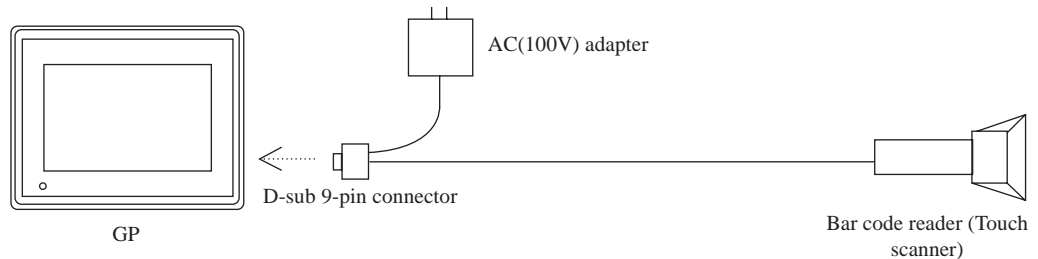 AC(100V) adapter
D-sub 9-pin connector
GP
Bar code reader (Touch
scanner)